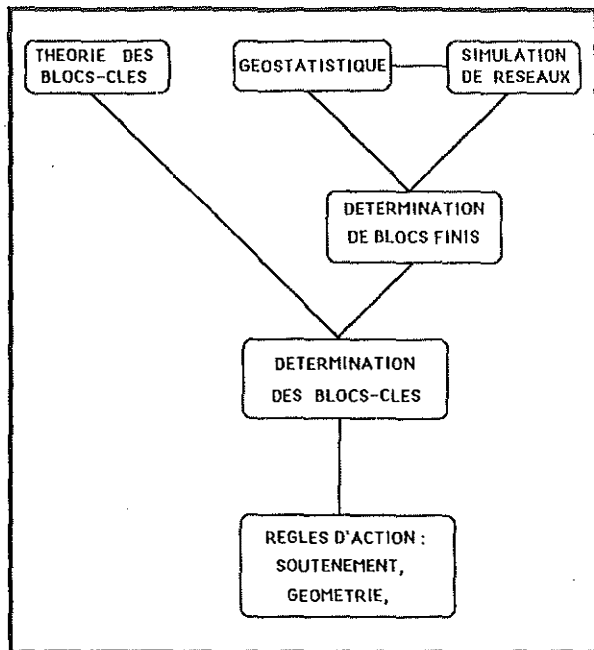 THEORIE DES
BLOCS-CLES
GEOSTATISTIQUE
SIMULATION
DE RESEAUX
DETERMINATION
DE BLOCS FINIS
DETERMINATION
DES BLOCS-CLES
REGLES D'ACTION :
SOUTENEMENT,
GEOMETRIE,